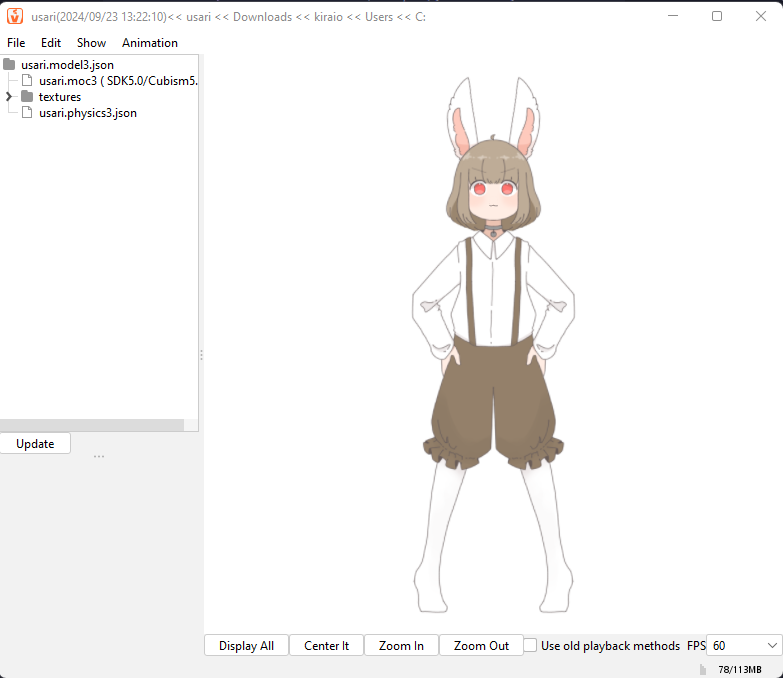 usari(2024/09/23 13:22:10)<< usari << Downloads << kiraio << Users << C:
File Edit Show Animation
usari.model3.json
usari.moc3 ( SDK5.0/Cubism5.
textures
usari.physics3.json
Update
...
Display All Center It Zoom In Zoom Out Use old playback methods FPS 60
78/113MB